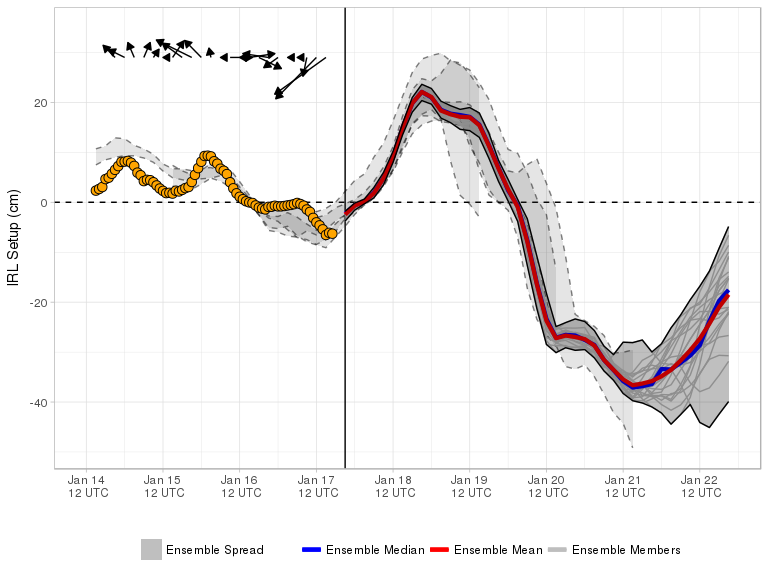 IRL Setup (cm)
20
0
-20
-40
Jan 14 Jan 15 Jan 16 Jan 17 Jan 18 Jan 19 Jan 20 Jan 21 Jan 22
12 UTC 12 UTC 12 UTC 12 UTC 12 UTC 12 UTC 12 UTC 12 UTC 12 UTC
Ensemble Spread Ensemble Median Ensemble Mean Ensemble Members